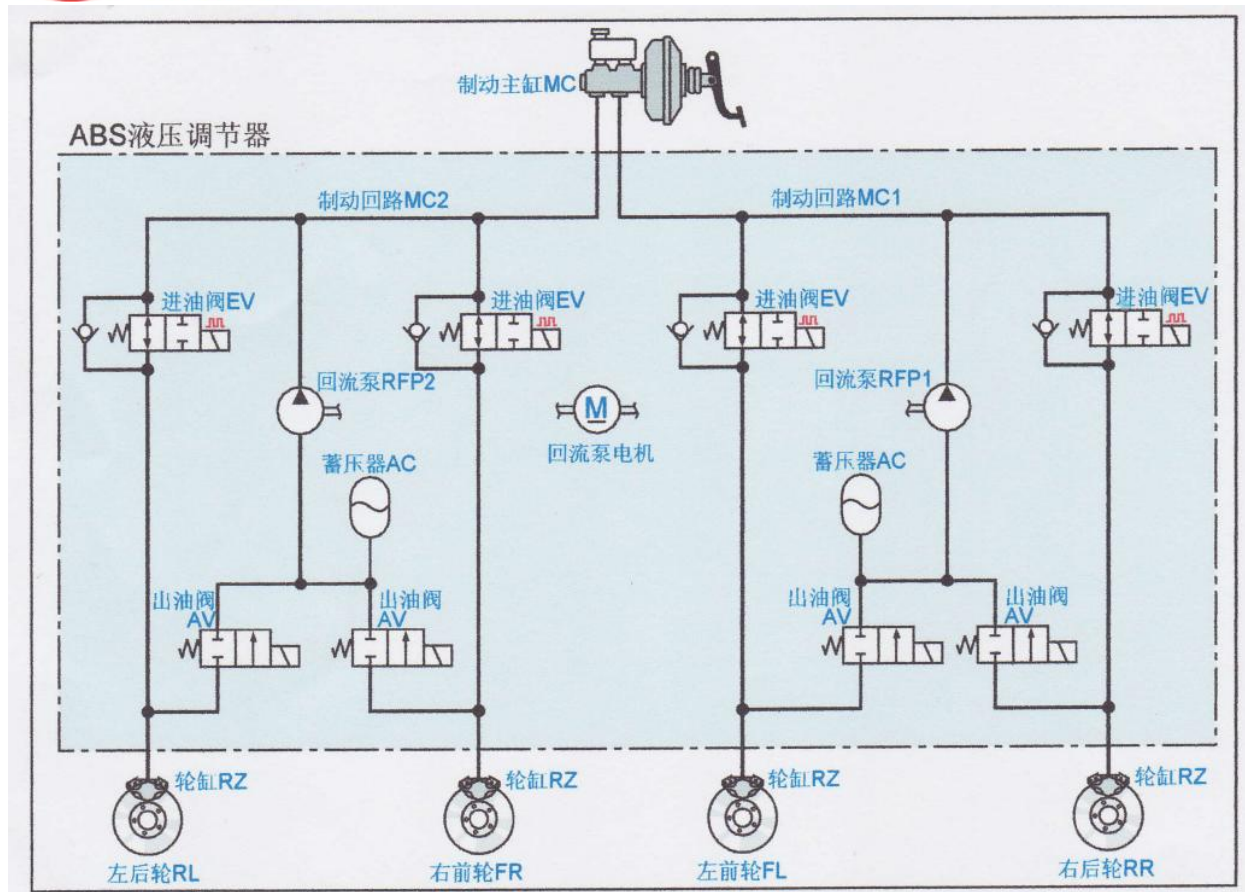 制动主缸MC
ABS液压调节器
制动回路MC2
制动回路MC1
进油阀EV
进油阀EV
进油阀EV
进油阀EV
回流泵RFP2
M
回流泵RFP1
回流泵电机
蓄压器AC
蓄压器AC
出油阀
AV
出油阀
AV
出油阀
AV
出油阀
AV
轮缸RZ
轮缸RZ
轮缸RZ
轮缸RZ
左后轮RL
右前轮FR
左前轮FL
右后轮RR